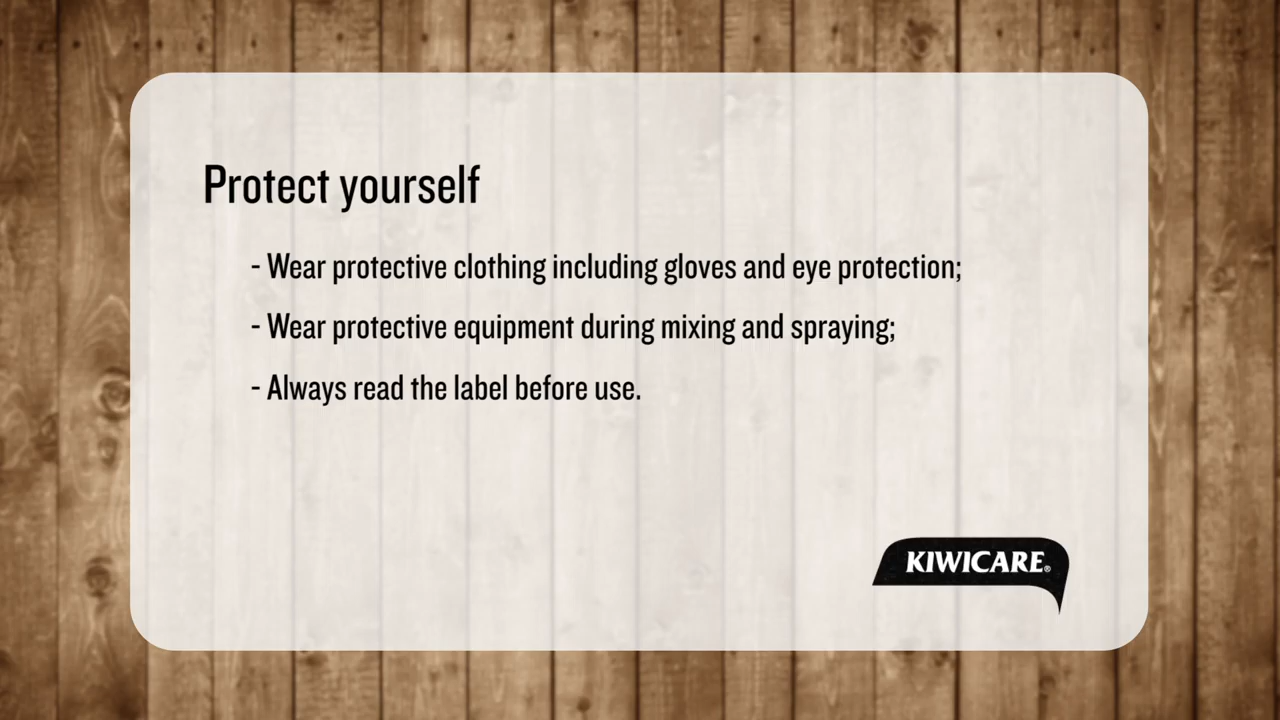 Protect yourself
- Wear protective clothing including gloves and eye protection;
- Wear protective equipment during mixing and spraying;
- Always read the label before use.
KIWICARE®